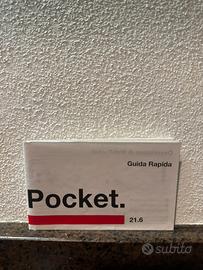 Guida Rapida
Pocket.
21.6
subito